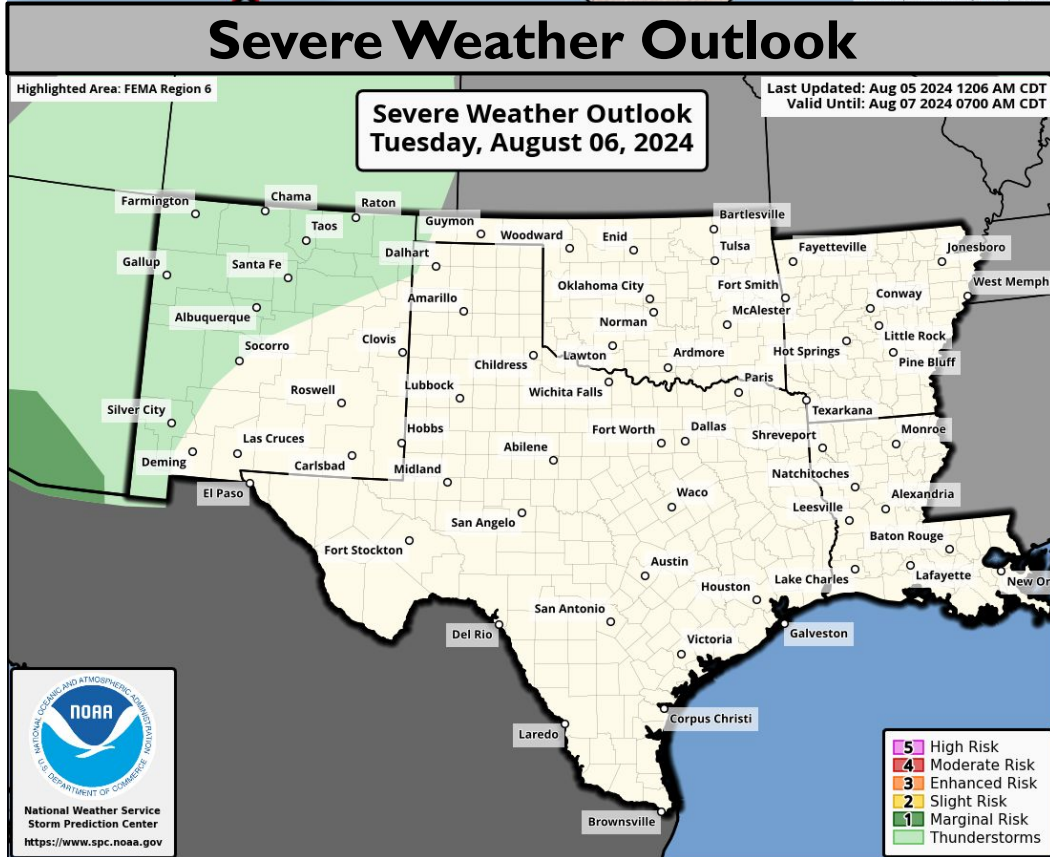 Severe Weather Outlook
Highlighted Area: FEMA Region 6
Last Updated: Aug 05 2024 1206 AM CDT
Valid Until: Aug 07 2024 0700 AM CDT
Severe Weather Outlook
Tuesday, August 06, 2024
Farmington
Chama
Raton
Taos
Guymon
Woodward
Enid
Bartlesville
Tulsa
Fayetteville
Jonesboro
Gallup
Santa Fe
Dalhart
Albuquerque
Amarillo
Oklahoma City
Fort Smith
Conway
West Memph
Norman
McAlester
Socorro
Clovis
Childress
Lawton
Ardmore
Hot Springs
Little Rock
Pine Bluff
Roswell
Lubbock
Wichita Falls
Paris
Silver City
Hobbs
Texarkana
Las Cruces
Abilene
Fort Worth
Dallas
Shreveport
Monroe
Deming
Carlsbad
Midland
Natchitoches
El Paso
Waco
Alexandria
San Angelo
Leesville
Fort Stockton
Baton Rouge
Austin
Houston
Lake Charles
Lafayette
New Or
San Antonio
Del Rio
Victoria
Galveston
Laredo
Corpus Christi
Brownsville
NATIONAL OCEANIC AND ATMOSPHERIC ADMINISTRATION
NOAA
U.S. DEPARTMENT OF COMMERCE
National Weather Service
Storm Prediction Center
https://www.spc.noaa.gov
5 High Risk
4 Moderate Risk
3 Enhanced Risk
2 Slight Risk
1 Marginal Risk
Thunderstorms